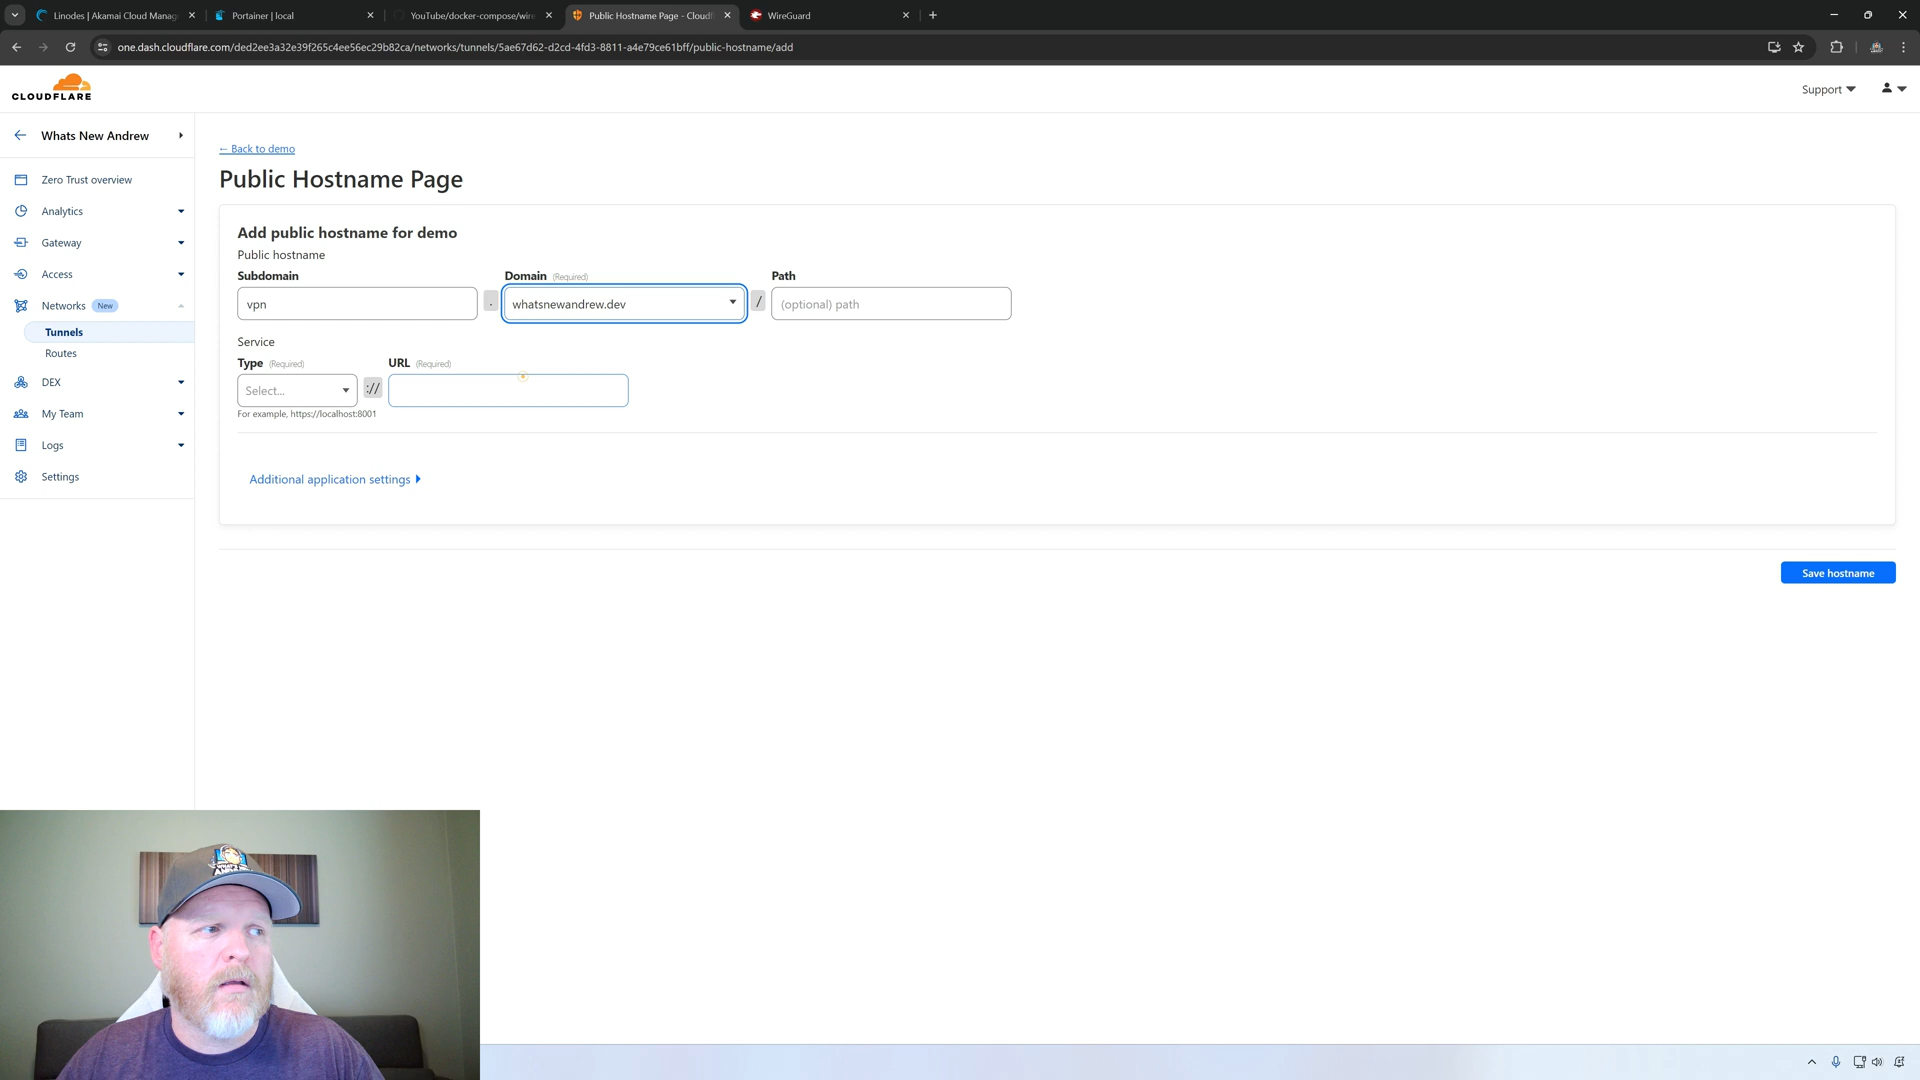 Linodes | Akamai Cloud Manag
Portainer | local
YouTube/docker-compose/wire
Public Hostname Page - Cloudf
WireGuard
one.dash.cloudflare.com/ded2ee3a32e39f265c4ee56ec29b82ca/networks/tunnels/5ae67d62-d2cd-4fd3-8811-a4e79ce61bff/public-hostname/add
CLOUDFLARE
Support
Whats New Andrew
Zero Trust overview
Analytics
Gateway
Access
Networks New
Tunnels
Routes
DEX
My Team
Logs
Settings
← Back to demo
Public Hostname Page
Add public hostname for demo
Public hostname
Subdomain
Domain (Required)
Path
vpn
.
whatsnewandrew.dev
/
(optional) path
Service
Type (Required)
URL (Required)
Select...
://
For example, https://localhost:8001
Additional application settings
Save hostname